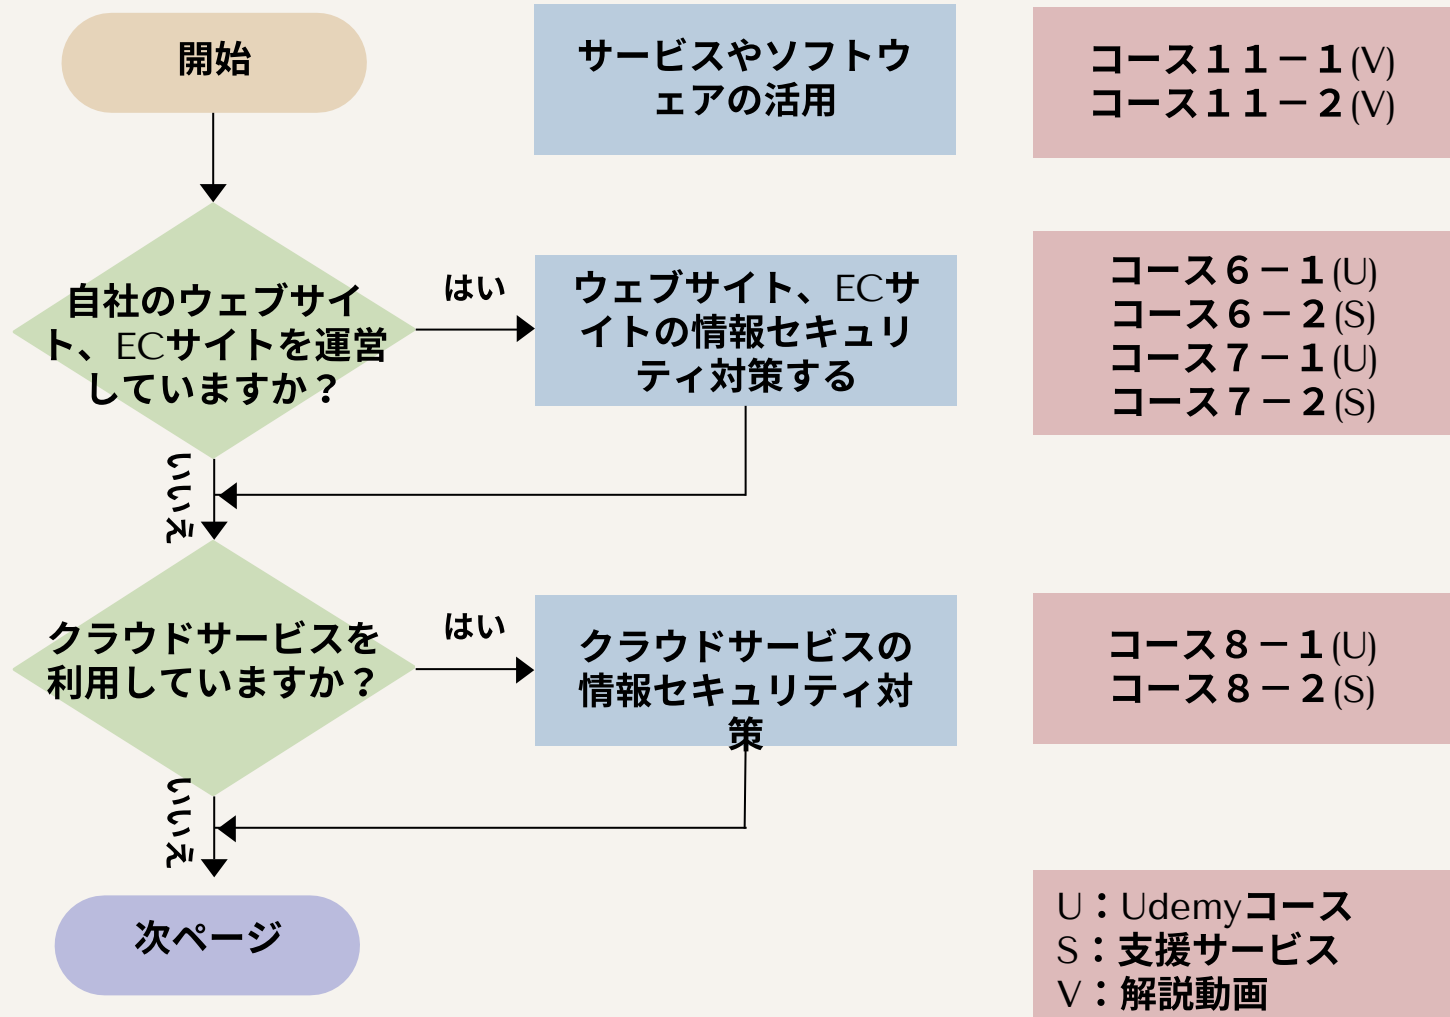 開始
サービスやソフトウ
ェアの活用
コース１１－１(V)
コース１１－２(V)
自社のウェブサイ
ト、ECサイトを運営
していますか？
はい
ウェブサイト、ECサ
イトの情報セキュリ
ティ対策する
コース６－１(U)
コース６－２(S)
コース７－１(U)
コース７－２(S)
いいえ
クラウドサービスを
利用していますか？
はい
クラウドサービスの
情報セキュリティ対
策
コース８－１(U)
コース８－２(S)
いいえ
次ページ
U：Udemyコース
S：支援サービス
V：解説動画